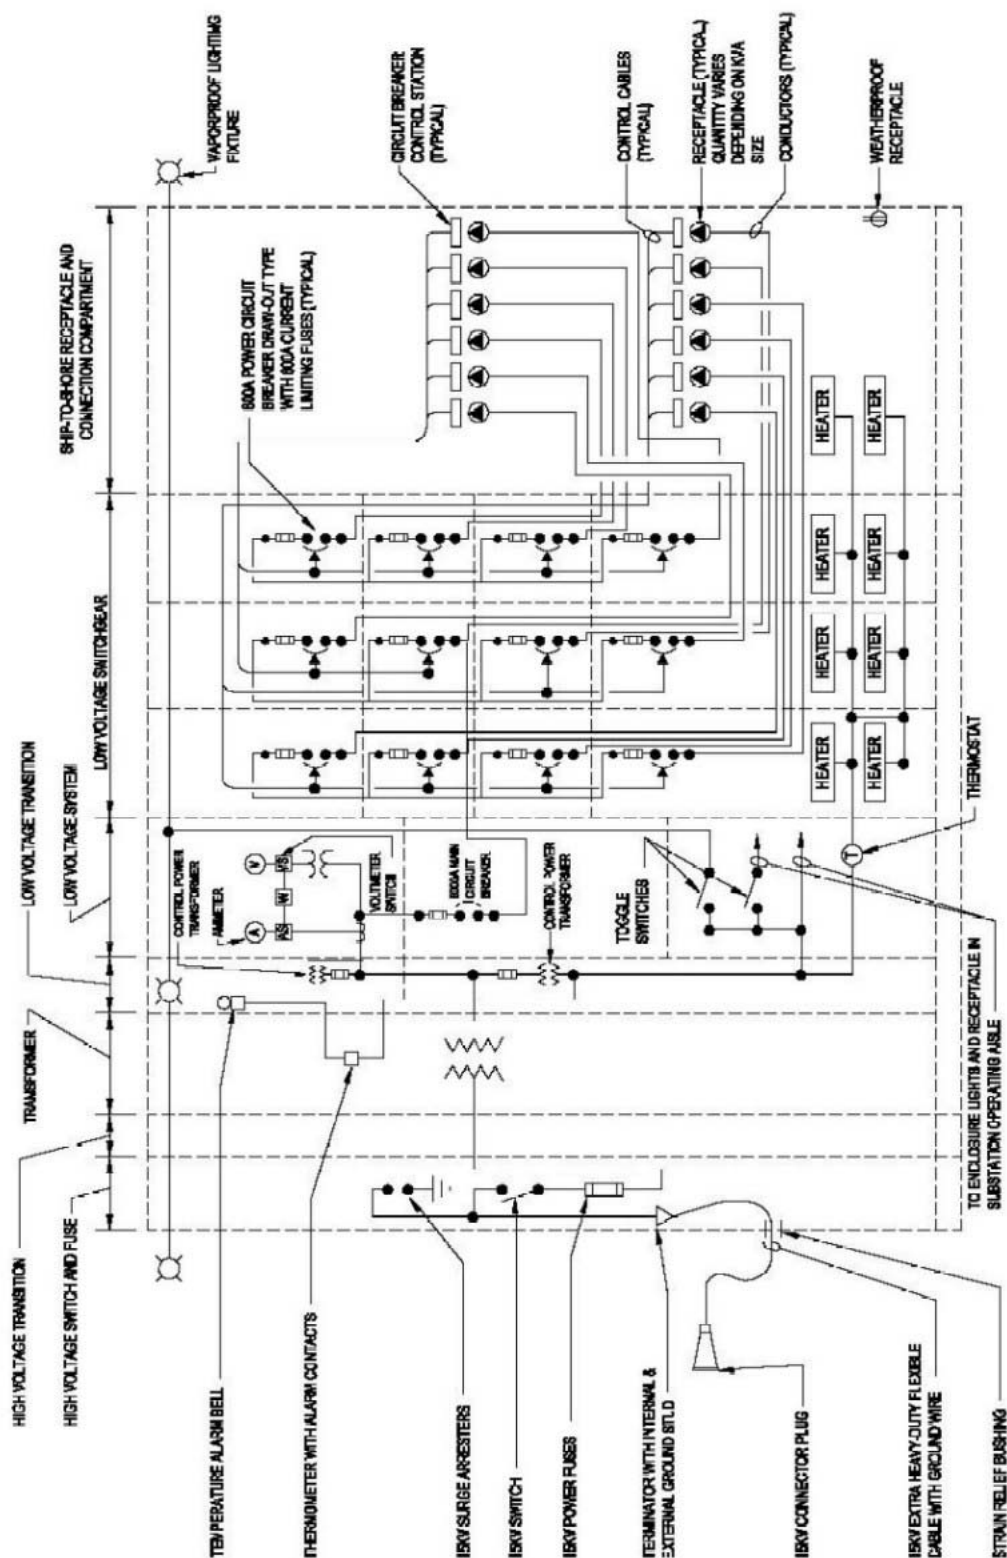 HIGH VOLTAGE TRANSITION
HIGH VOLTAGE SWITCH AND FUSE
TRANSFORMER
LOW VOLTAGE TRANSITION
LOW VOLTAGE SYSTEM
LOW VOLTAGE SWITCHGEAR
SHIP-TO-SHORE RECEPTACLE AND
CONNECTION COMPARTMENT
VAPORPROOF LIGHTING
FIXTURE
TEMPERATURE ALARM BELL
THERMOMETER WITH ALARM CONTACTS
15KV SURGE ARRESTERS
15KV SWITCH
15KV POWER FUSES
TERMINATOR WITH INTERNAL &
EXTERNAL GROUND STUD
15KV CONNECTOR PLUG
15KV EXTRA HEAVY-DUTY FLEXIBLE
CABLE WITH GROUND WIRE
STRAIN RELIEF BUSHING
CONTROL POWER
TRANSFORMER
AMMETER
A
V
AS
W
VS
VOLTMETER
SWITCH
MAIN
CIRCUIT
BREAKER
CONTROL POWER
TRANSFORMER
TOGGLE
SWITCHES
600A POWER CIRCUIT
BREAKER DRAW-OUT TYPE
WITH 600A CURRENT
LIMITING FUSES (TYPICAL)
CIRCUIT BREAKER
CONTROL STATION
(TYPICAL)
CONTROL CABLES
(TYPICAL)
RECEPTACLE (TYPICAL)
QUANTITY VARIES
DEPENDING ON KVA
SIZE
CONDUCTORS (TYPICAL)
WEATHERPROOF
RECEPTACLE
HEATER
HEATER
HEATER
HEATER
HEATER
HEATER
HEATER
HEATER
T
THERMOSTAT
TO ENCLOSURE LIGHTS AND RECEPTACLE IN
SUBSTATION OPERATING AISLE